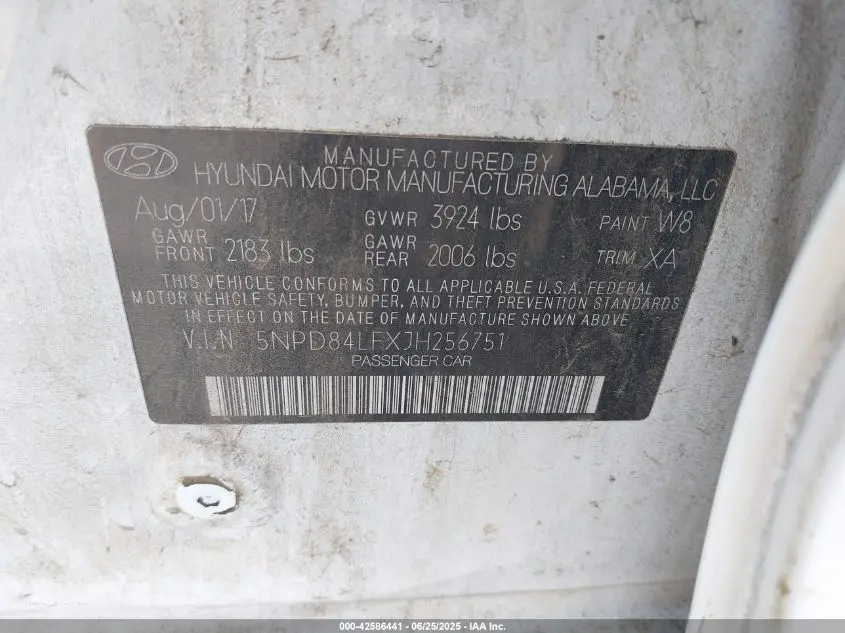 MANUFACTURED BY
HYUNDAI MOTOR MANUFACTURING ALABAMA, LLC
Aug/01/17 GVWR 3924 lbs PAINT W8
GAWR FRONT 2183 lbs GAWR REAR 2006 lbs TRIM XA
THIS VEHICLE CONFORMS TO ALL APPLICABLE U.S.A. FEDERAL
MOTOR VEHICLE SAFETY, BUMPER, AND THEFT PREVENTION STANDARDS
IN EFFECT ON THE DATE OF MANUFACTURE SHOWN ABOVE
V.I.N 5NPD84LFXJH256751
PASSENGER CAR
000-42586441 - 06/25/2025 - IAA Inc.